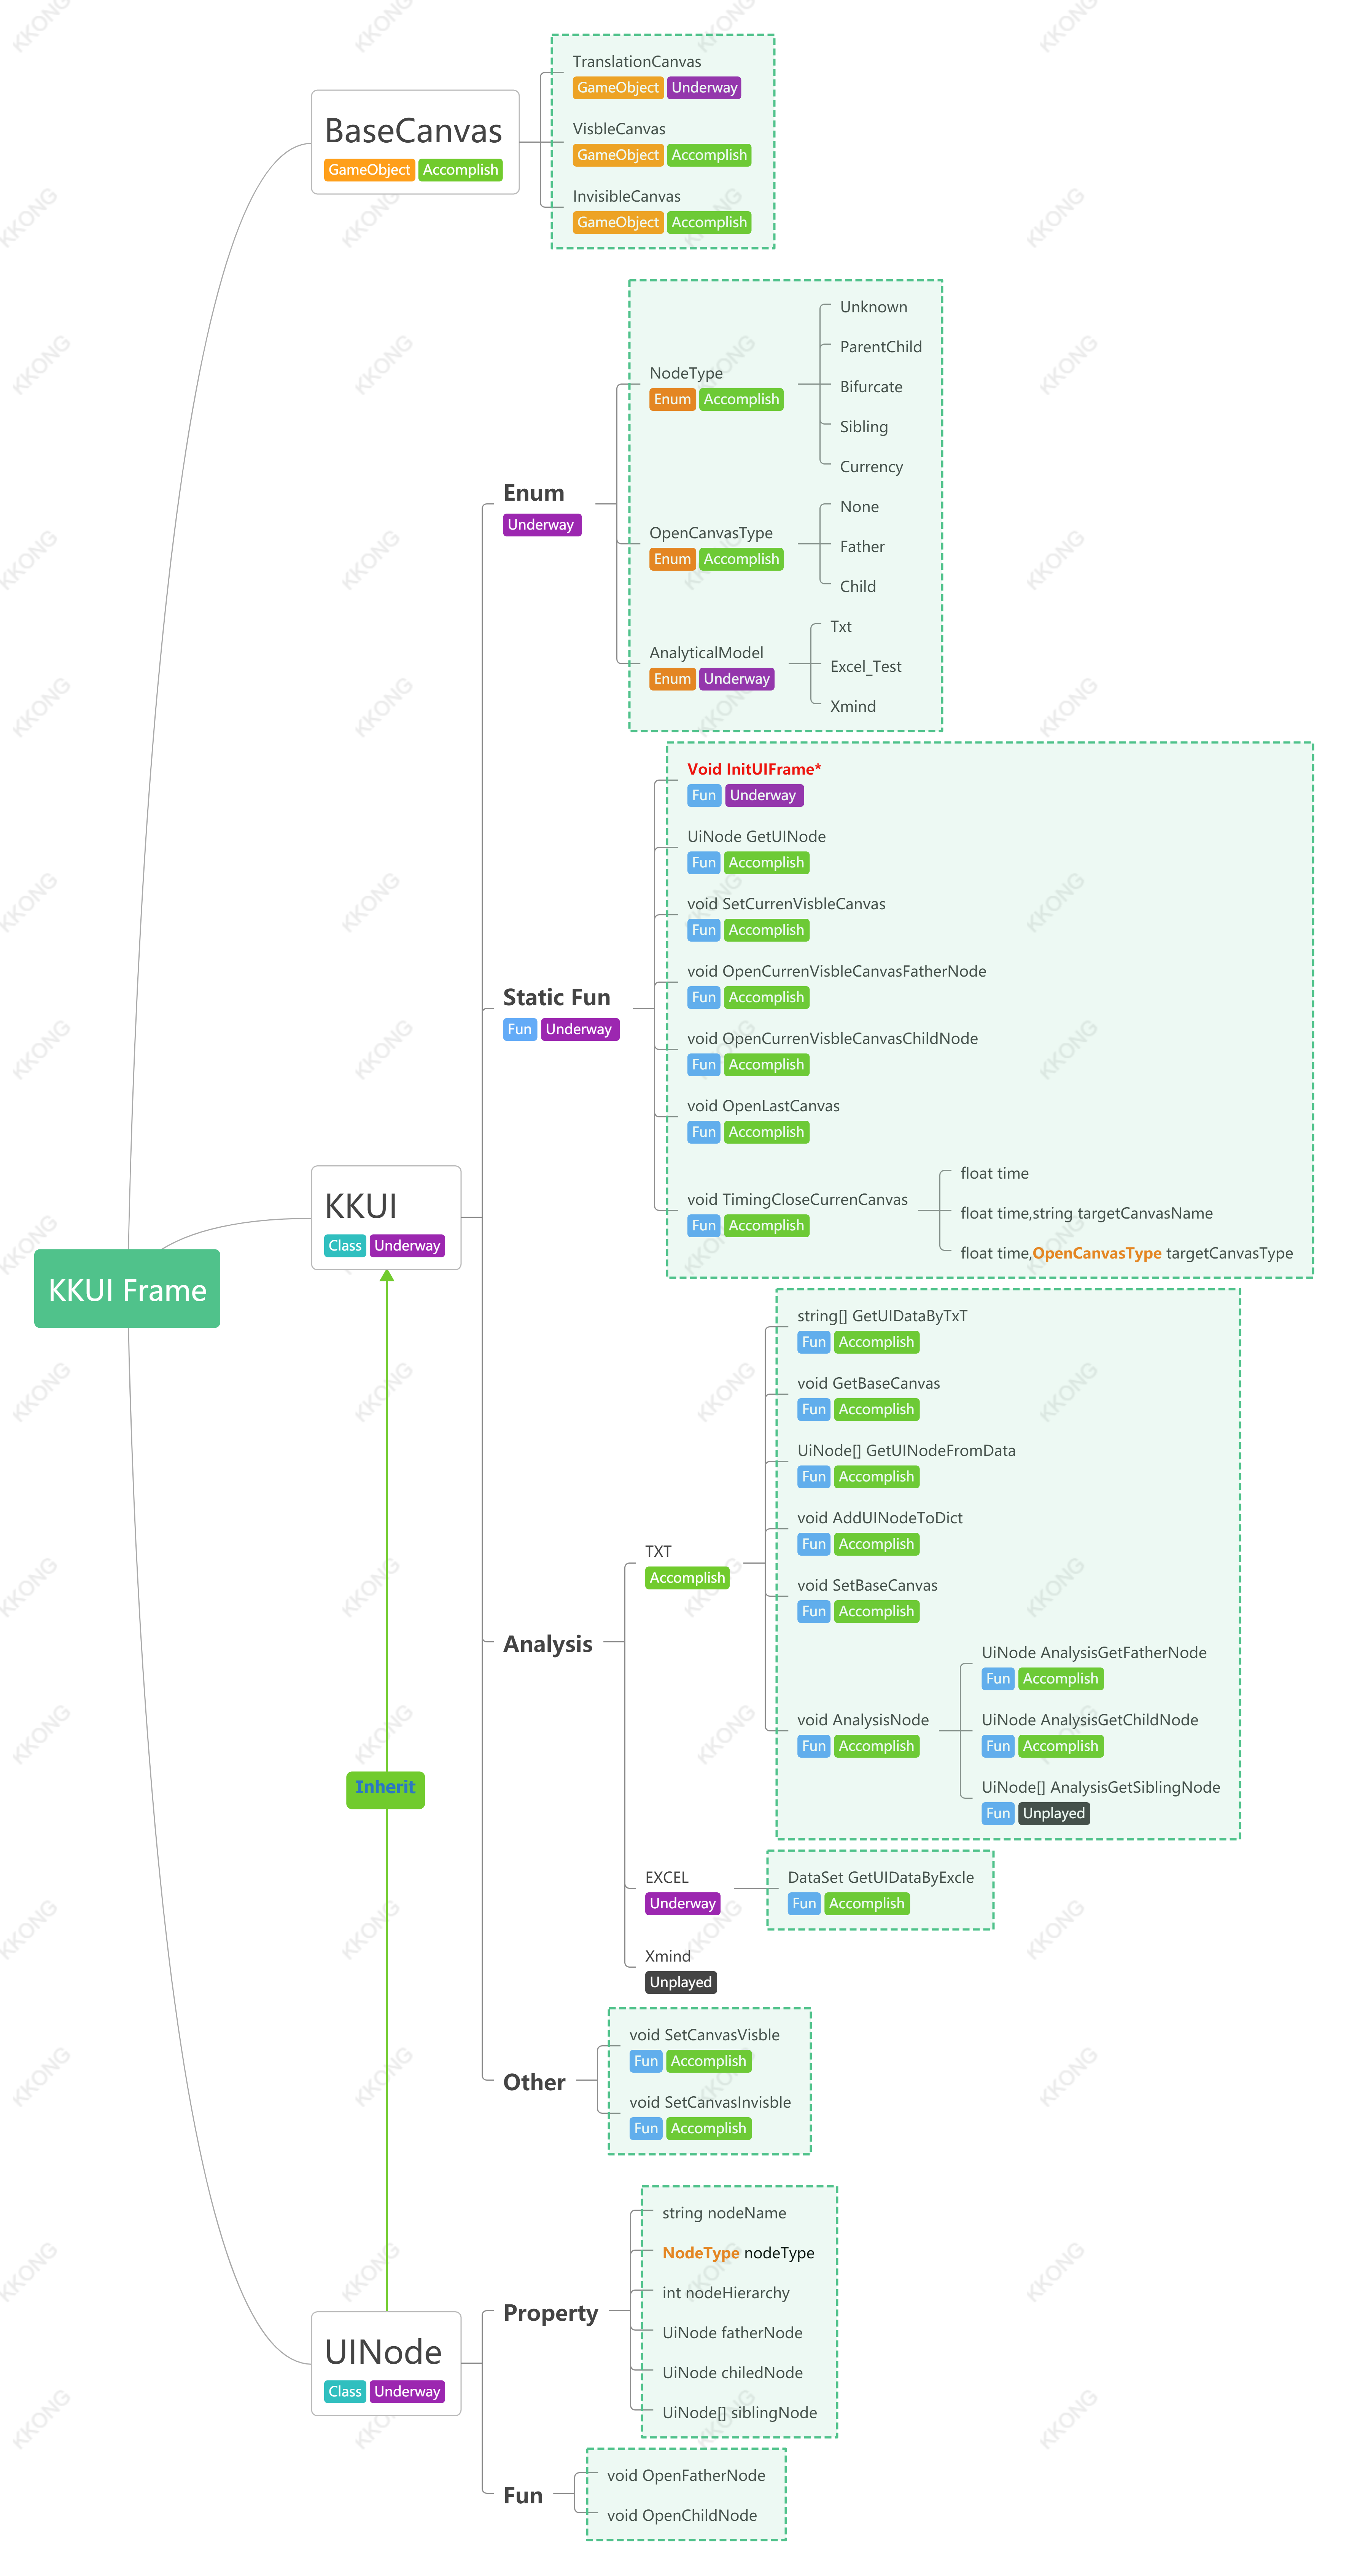 TranslationCanvas
GameObject Underway
BaseCanvas
GameObject Accomplish
VisbleCanvas
GameObject Accomplish
InvisibleCanvas
GameObject Accomplish
Enum
Underway
NodeType
Enum Accomplish
Unknown
ParentChild
Bifurcate
Sibling
Currency
OpenCanvasType
Enum Accomplish
None
Father
Child
AnalyticalModel
Enum Underway
Txt
Excel_Test
Xmind
Static Fun
Fun Underway
Void InitUIFrame*
Fun Underway
UiNode GetUINode
Fun Accomplish
void SetCurrenVisbleCanvas
Fun Accomplish
void OpenCurrenVisbleCanvasFatherNode
Fun Accomplish
void OpenCurrenVisbleCanvasChildNode
Fun Accomplish
void OpenLastCanvas
Fun Accomplish
void TimingCloseCurrenCanvas
Fun Accomplish
float time
float time,string targetCanvasName
float time,OpenCanvasType targetCanvasType
KKUI
Class Underway
KKUI Frame
Analysis
TXT
Accomplish
string[] GetUIDataByTxT
Fun Accomplish
void GetBaseCanvas
Fun Accomplish
UiNode[] GetUINodeFromData
Fun Accomplish
void AddUINodeToDict
Fun Accomplish
void SetBaseCanvas
Fun Accomplish
void AnalysisNode
Fun Accomplish
UiNode AnalysisGetFatherNode
Fun Accomplish
UiNode AnalysisGetChildNode
Fun Accomplish
UiNode[] AnalysisGetSiblingNode
Fun Unplayed
Inherit
EXCEL
Underway
DataSet GetUIDataByExcle
Fun Accomplish
Xmind
Unplayed
Other
void SetCanvasVisble
Fun Accomplish
void SetCanvasInvisble
Fun Accomplish
UINode
Class Underway
Property
string nodeName
NodeType nodeType
int nodeHierarchy
UiNode fatherNode
UiNode chiledNode
UiNode[] siblingNode
Fun
void OpenFatherNode
void OpenChildNode
KKONG